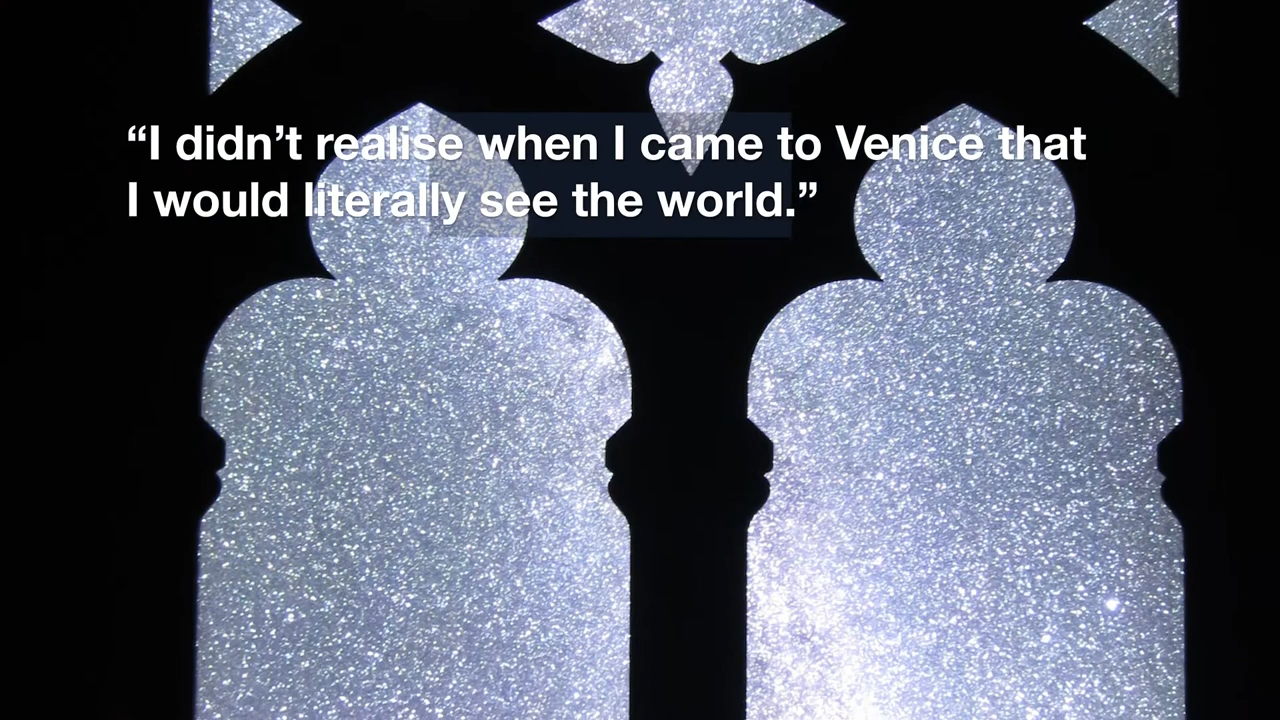 “I didn’t realise when I came to Venice that
I would literally see the world.”